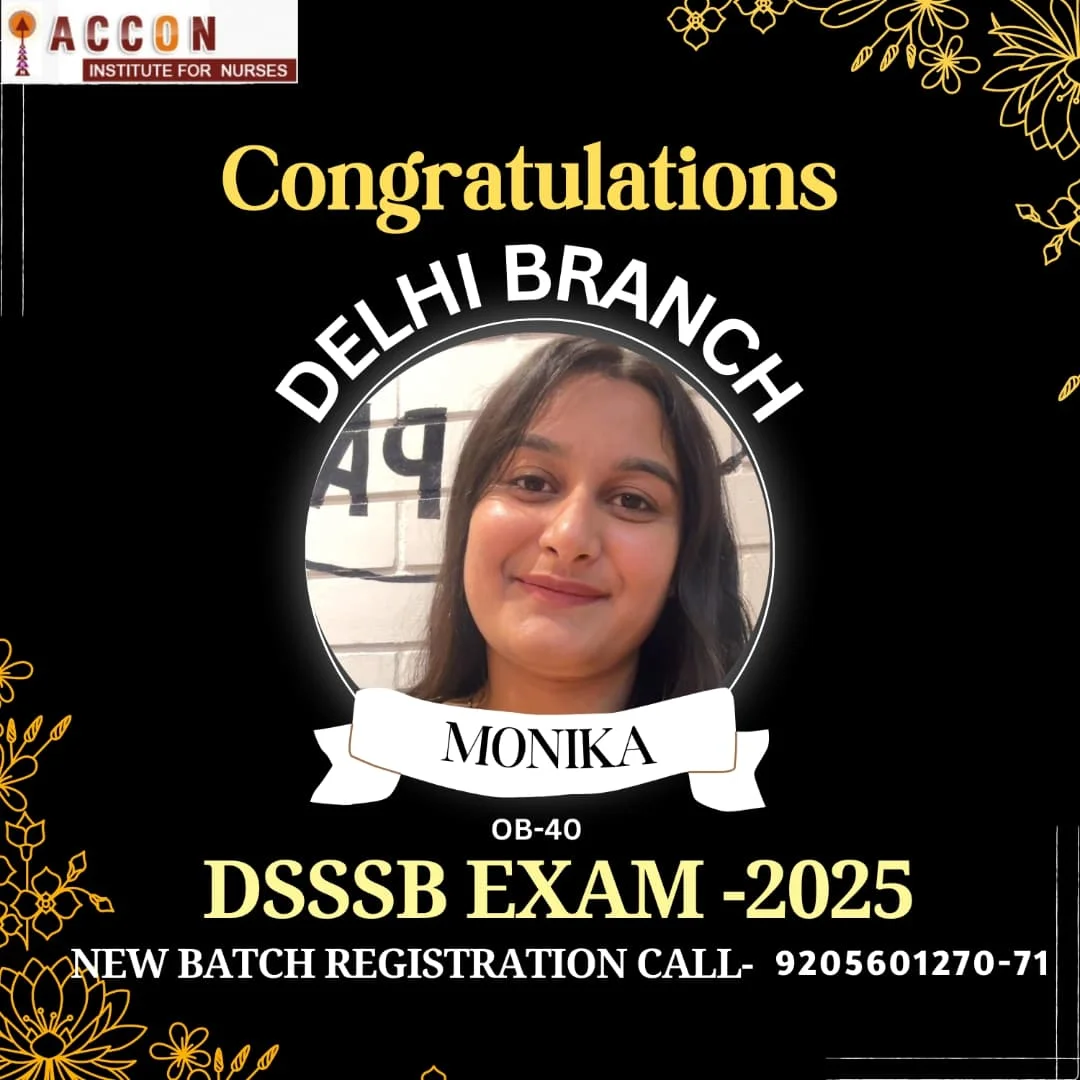 ACCON
INSTITUTE FOR NURSES
Congratulations
DELHI BRANCH
PA
MONIKA
OB-40
DSSSB EXAM -2025
NEW BATCH REGISTRATION CALL- 9205601270-71